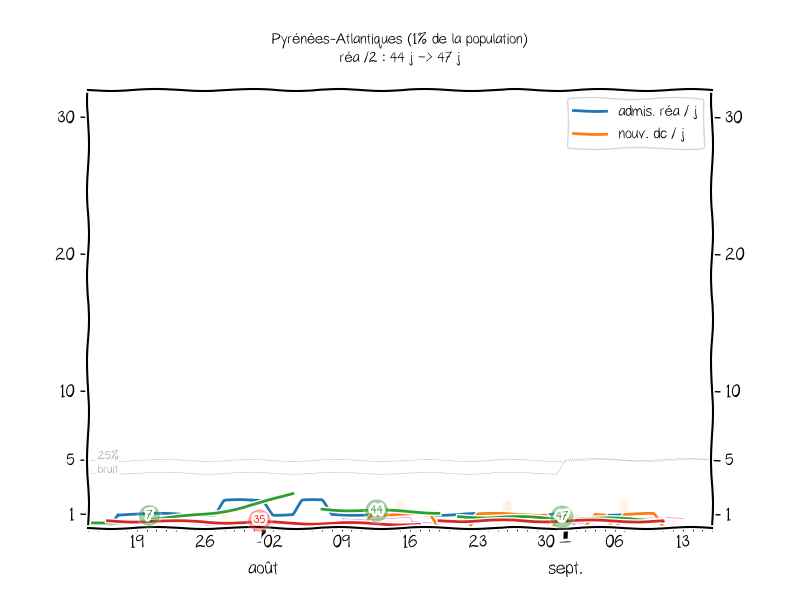 Pyrénées-Atlantiques (1% de la population)
réa /2 : 44 j -> 47 j
30 30
admis. réa / j
nouv. dc / j
20 20
10 10
25%
5 5
bruit
1 7 35 44 47 1
19 26 02 09 16 23 30 06 13
août sept.